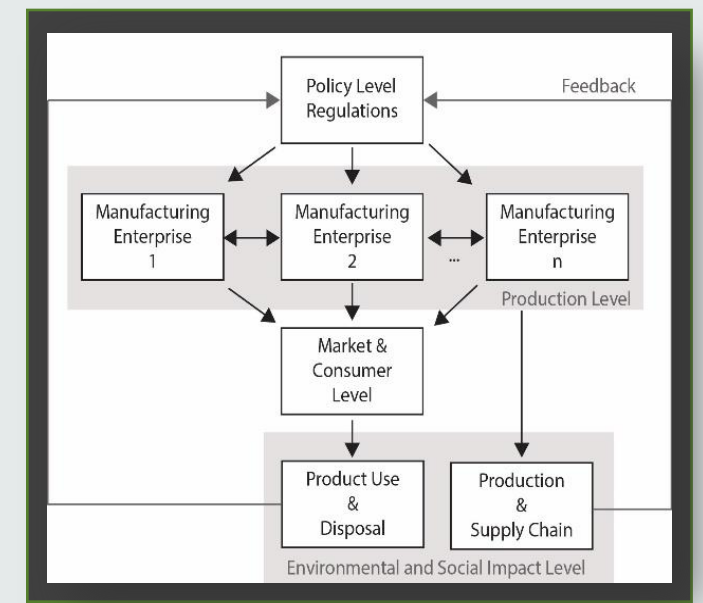 Policy Level
Regulations
Feedback
Manufacturing
Enterprise
1
Manufacturing
Enterprise
2
...
Manufacturing
Enterprise
n
Production Level
Market &
Consumer
Level
Product Use
&
Disposal
Production
&
Supply Chain
Environmental and Social Impact Level